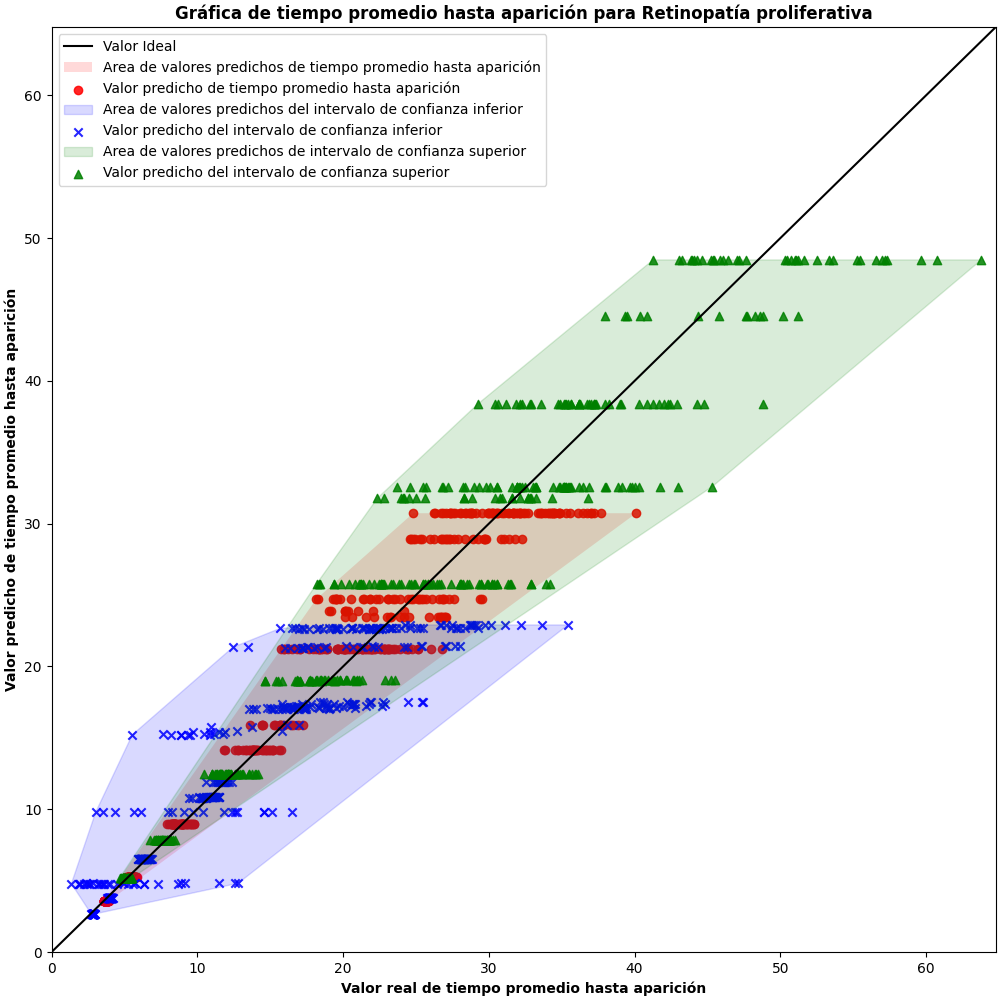 Gráfica de tiempo promedio hasta aparición para Retinopatía proliferativa
Valor Ideal
Area de valores predichos de tiempo promedio hasta aparición
Valor predicho de tiempo promedio hasta aparición
Area de valores predichos del intervalo de confianza inferior
Valor predicho del intervalo de confianza inferior
Area de valores predichos de intervalo de confianza superior
Valor predicho del intervalo de confianza superior
Valor predicho de tiempo promedio hasta aparición
60
50
40
30
20
10
0
0 10 20 30 40 50 60
Valor real de tiempo promedio hasta aparición